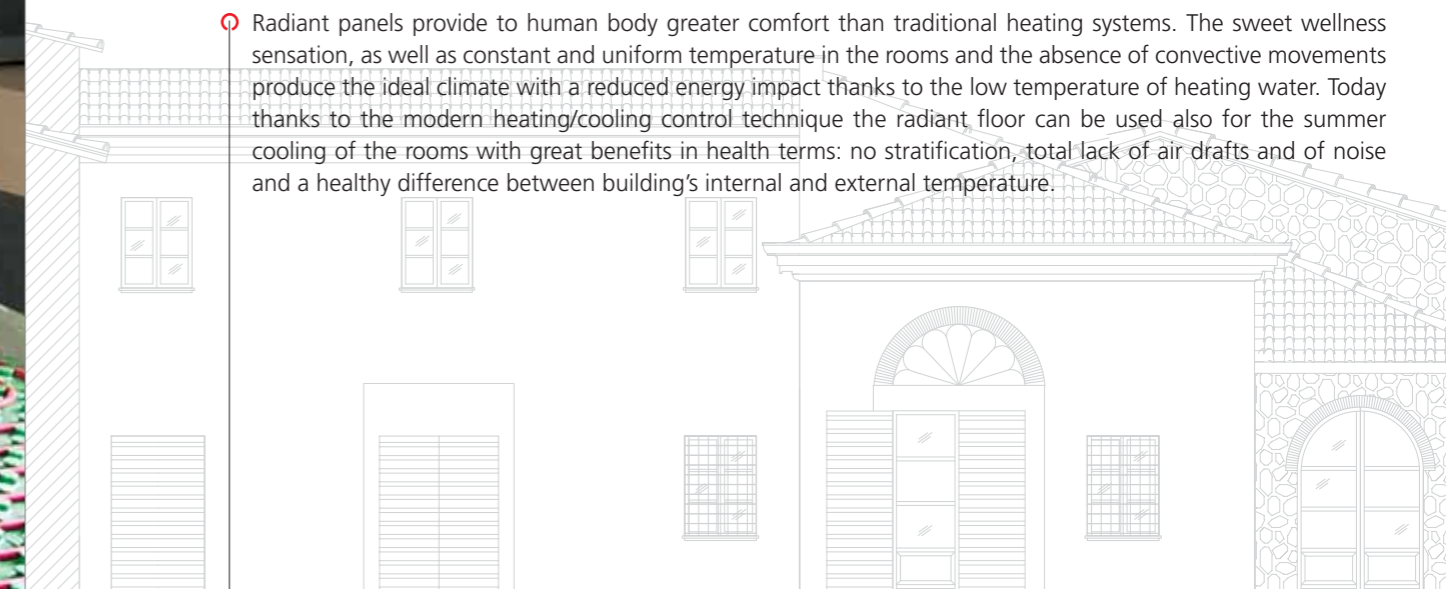 Radiant panels provide to human body greater comfort than traditional heating systems. The sweet wellness
sensation, as well as constant and uniform temperature in the rooms and the absence of convective movements
produce the ideal climate with a reduced energy impact thanks to the low temperature of heating water. Today
thanks to the modern heating/cooling control technique the radiant floor can be used also for the summer
cooling of the rooms with great benefits in health terms: no stratification, total lack of air drafts and of noise
and a healthy difference between building’s internal and external temperature.